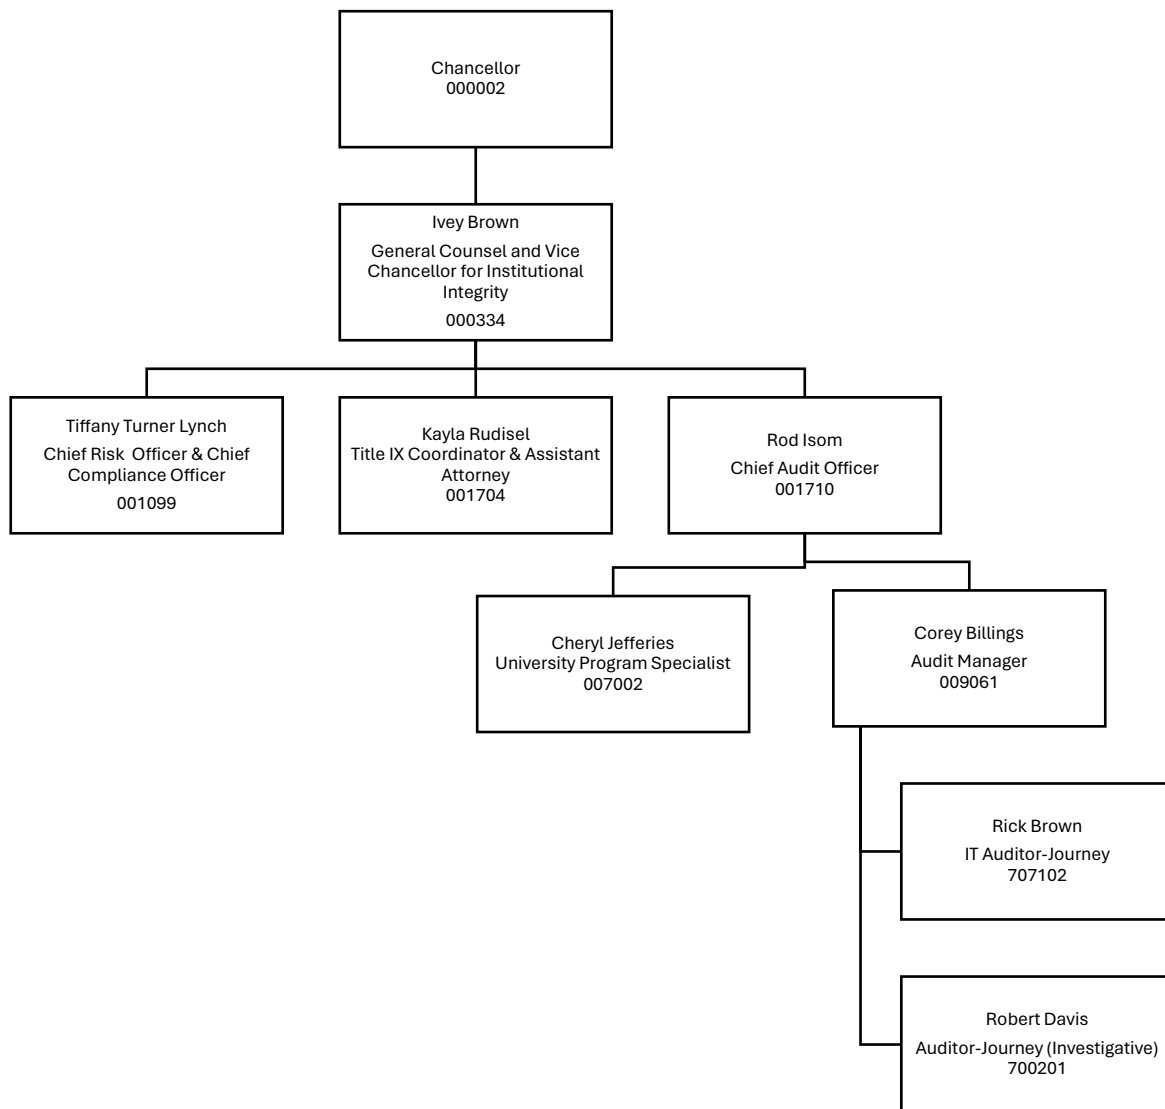 Chancellor
000002
Ivey Brown
General Counsel and Vice
Chancellor for Institutional
Integrity
000334
Tiffany Turner Lynch
Chief Risk Officer & Chief
Compliance Officer
001099
Kayla Rudisel
Title IX Coordinator & Assistant
Attorney
001704
Rod Isom
Chief Audit Officer
001710
Cheryl Jefferies
University Program Specialist
007002
Corey Billings
Audit Manager
009061
Rick Brown
IT Auditor-Journey
707102
Robert Davis
Auditor-Journey (Investigative)
700201